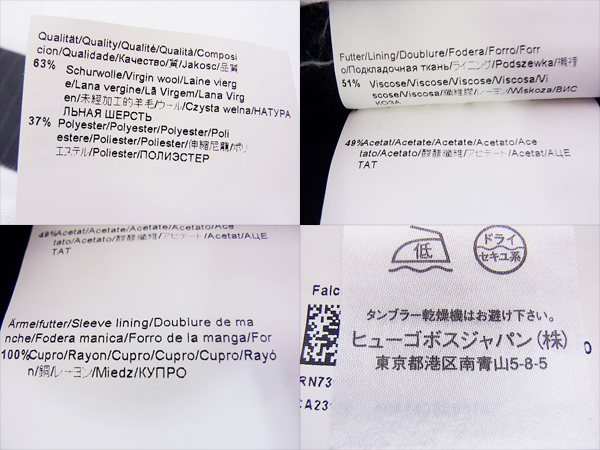 Qualität/Quality/Qualité/Qualità/Composi
cion/Qualidade/Качество/質/Jakosc/品質
63%
Schurwolle/Virgin wool/Laine vierg
e/Lana vergine/Lã Virgem/Lana Virg
en/未經加工的羊毛/ウール/Czysta welna/НАТУРА
ЛЬНАЯ ШЕРСТЬ
37% Polyester/Polyester/Polyester/Poli
estere/Poliester/Poliester/伸縮尼龍/ポリ
エステル/Poliester/ПОЛИЭСТЕР
Futter/Lining/Doublure/Fodera/Forro/Forr
o/Подкладочная ткань/ライニング/Podszewka/襯裡
51% Viscose/Viscose/Viscose/Viscosa/Vi
scose/Viscosa/纖維膠/レーヨン/Wiskoza/ВИС
КОЗА
49%Acetat/Acetate/Acetate/Acetato/Ace
tato/Acetato/醋酸纖維/アセテート/Acetat/АЦЕ
ТАТ
49%Acetat/Acetate/Acetate/Acetato/Ace
tato/Acetato/醋酸纖維/アセテート/Acetat/АЦЕ
ТАТ
Ärmelfutter/Sleeve lining/Doublure de ma
nche/Fodera manica/Forro de la manga/For
100%Cupro/Rayon/Cupro/Cupro/Cupro/Rayó
n/銅/レーヨン/Miedz/КУПРО
低
ドライ
セキユ系
Falc
タンブラー乾燥機はお避け下さい。
ヒューゴボスジャパン(株)
東京都港区南青山5-8-5
RN73
CA23